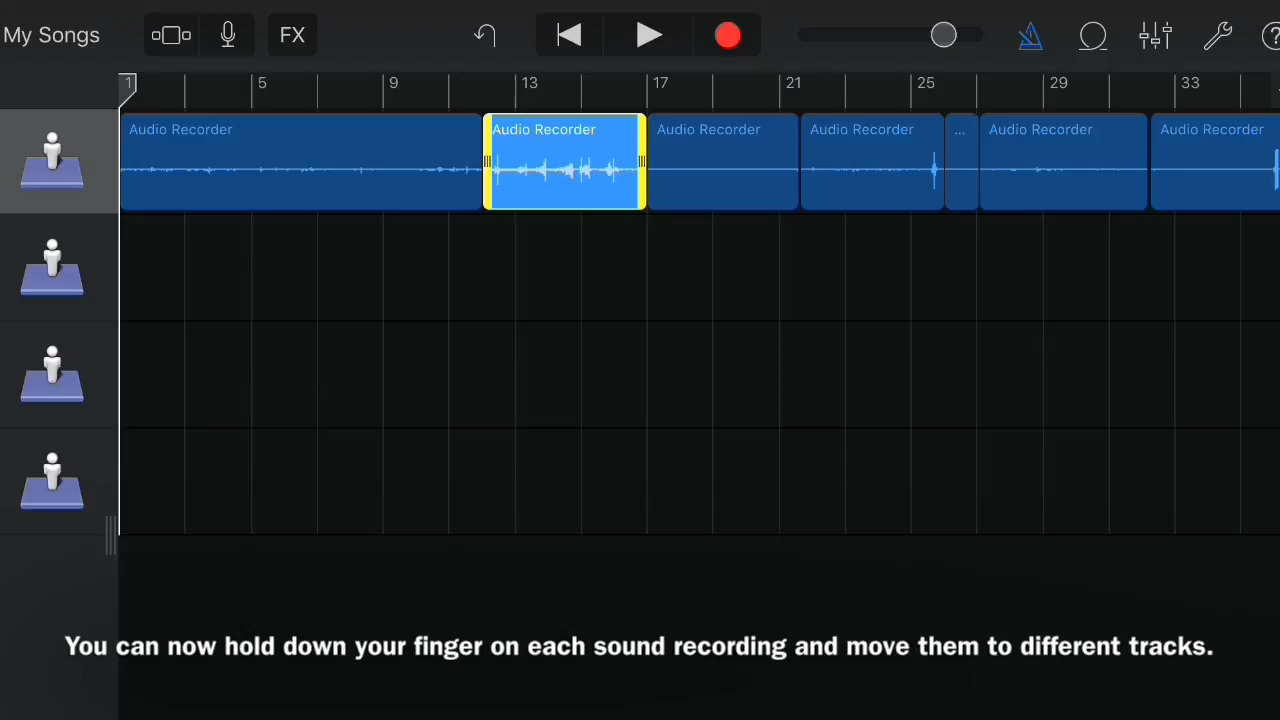 My Songs FX
1 5 9 13 17 21 25 29 33
Audio Recorder Audio Recorder Audio Recorder Audio Recorder ... Audio Recorder Audio Recorder
You can now hold down your finger on each sound recording and move them to different tracks.